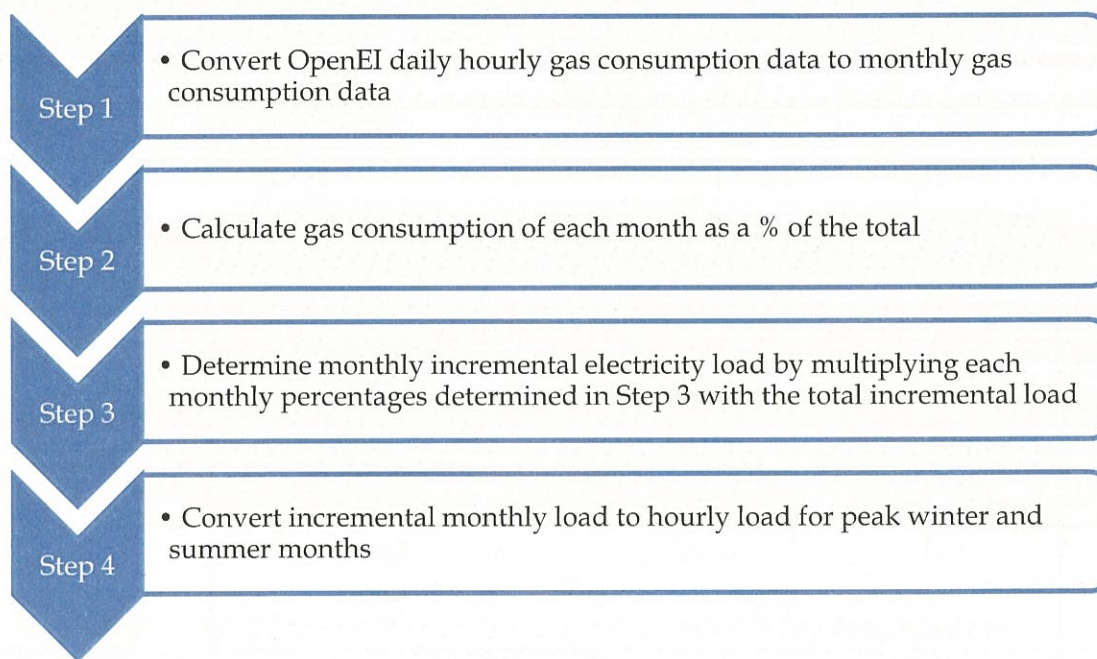 Step 1
• Convert OpenEI daily hourly gas consumption data to monthly gas
consumption data
Step 2
• Calculate gas consumption of each month as a % of the total
Step 3
• Determine monthly incremental electricity load by multiplying each
monthly percentages determined in Step 3 with the total incremental load
Step 4
• Convert incremental monthly load to hourly load for peak winter and
summer months